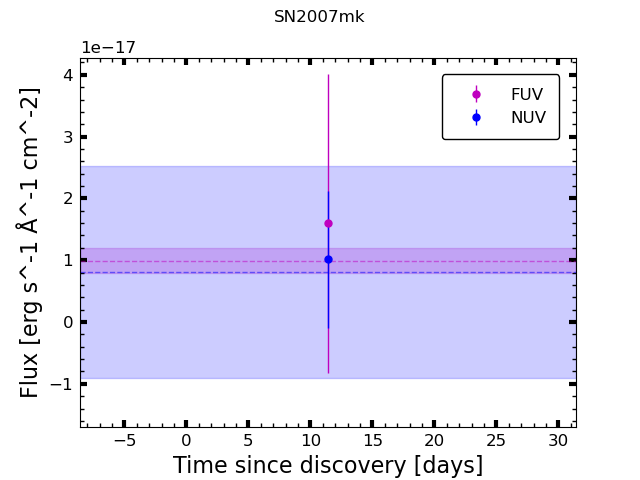 SN2007mk
1e−17
4
3
2
1
0
−1
Flux [erg s^-1 Å^-1 cm^-2]
FUV
NUV
−5 0 5 10 15 20 25 30
Time since discovery [days]